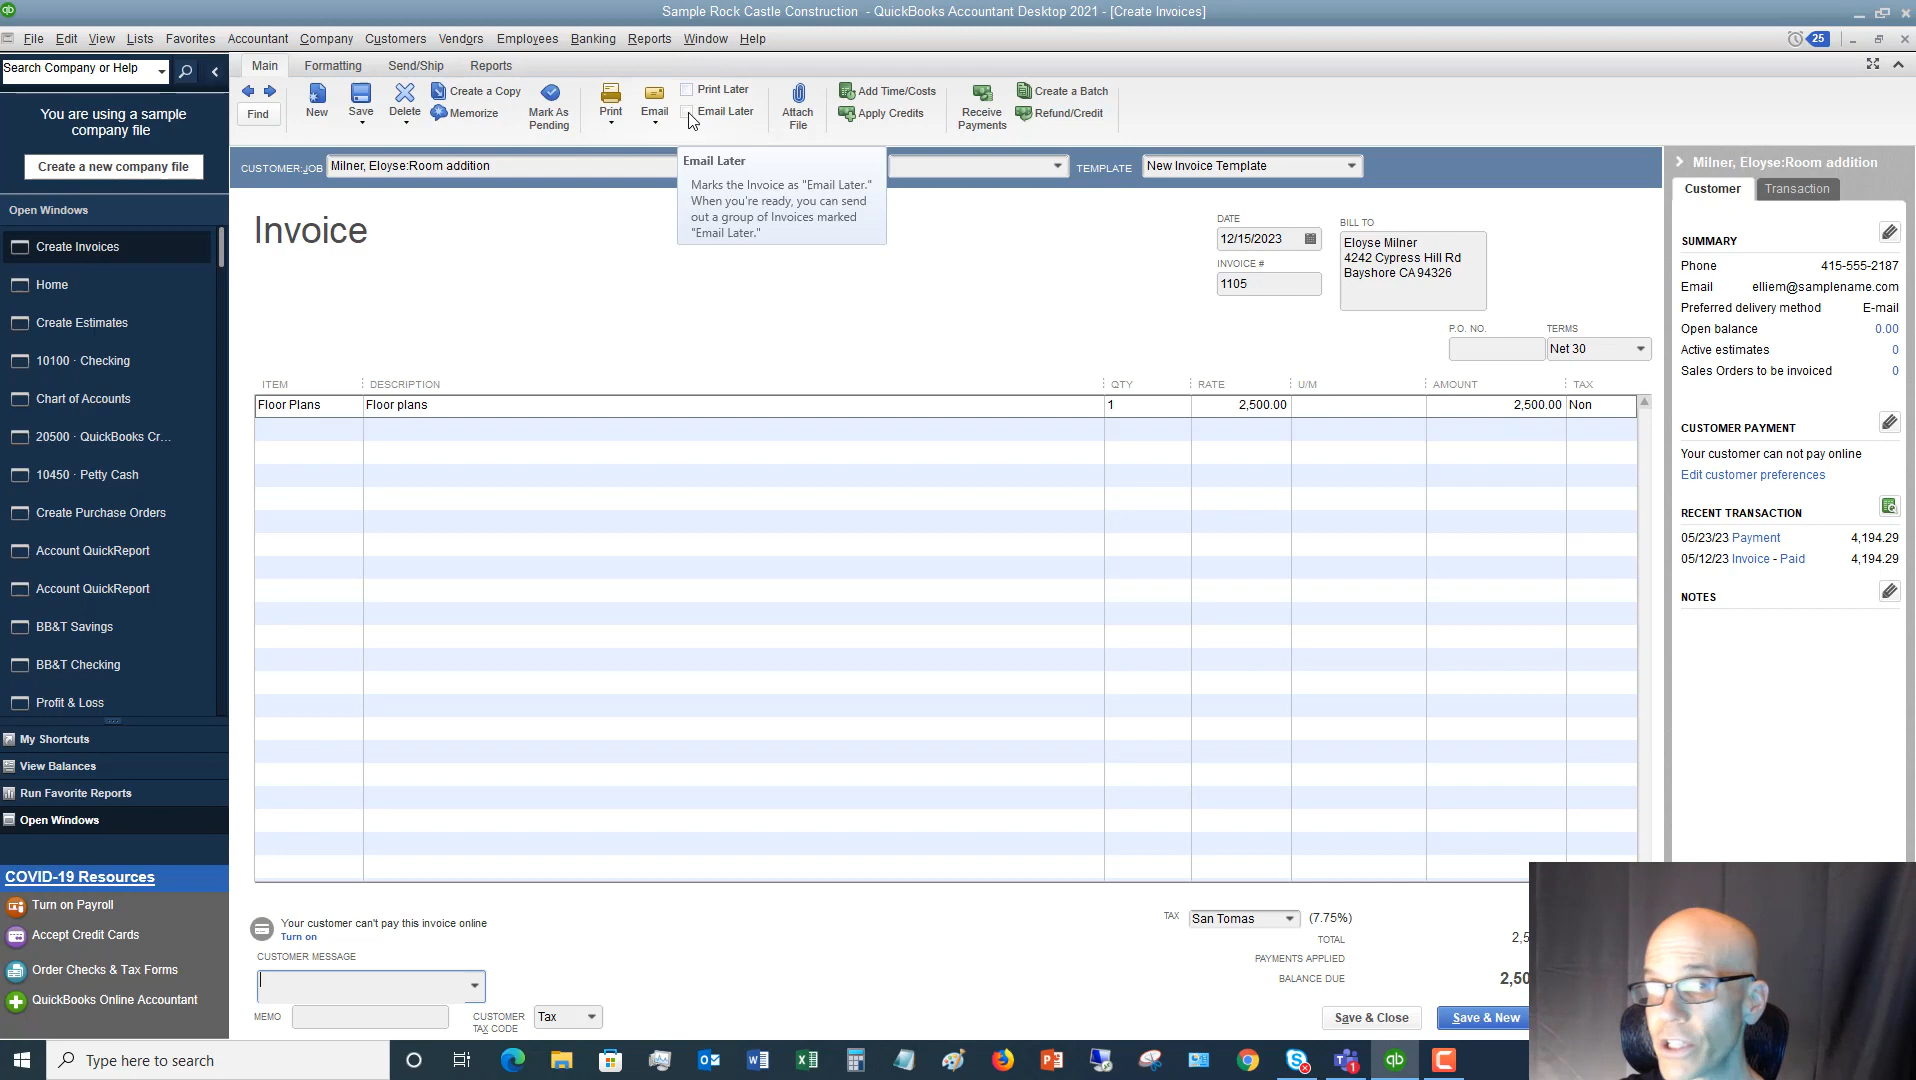 Sample Rock Castle Construction - QuickBooks Accountant Desktop 2021 - [Create Invoices]
File Edit View Lists Favorites Accountant Company Customers Vendors Employees Banking Reports Window Help
25
Search Company or Help
Main Formatting Send/Ship Reports
Find
New
Save
Delete
Create a Copy
Memorize
Mark As
Pending
Print
Email
Print Later
Email Later
Attach
File
Add Time/Costs
Apply Credits
Receive
Payments
Create a Batch
Refund/Credit
You are using a sample
company file
Create a new company file
Open Windows
Create Invoices
Home
Create Estimates
10100 · Checking
Chart of Accounts
20500 · QuickBooks Cr...
10450 · Petty Cash
Create Purchase Orders
Account QuickReport
Account QuickReport
BB&T Savings
BB&T Checking
Profit & Loss
My Shortcuts
View Balances
Run Favorite Reports
Open Windows
COVID-19 Resources
Turn on Payroll
Accept Credit Cards
Order Checks & Tax Forms
QuickBooks Online Accountant
CUSTOMER:JOB Milner, Eloyse:Room addition
TEMPLATE New Invoice Template
Email Later
Marks the Invoice as "Email Later."
When you're ready, you can send
out a group of Invoices marked
"Email Later."
Invoice
DATE
12/15/2023
INVOICE #
1105
BILL TO
Eloyse Milner
4242 Cypress Hill Rd
Bayshore CA 94326
P.O. NO. TERMS
Net 30
ITEM DESCRIPTION QTY RATE U/M AMOUNT TAX
Floor Plans Floor plans 1 2,500.00 2,500.00 Non
Your customer can't pay this invoice online
Turn on
CUSTOMER MESSAGE
MEMO
CUSTOMER
TAX CODE
Tax
TAX San Tomas (7.75%)
TOTAL 2,5
PAYMENTS APPLIED
BALANCE DUE 2,50
Save & Close
Save & New
Milner, Eloyse:Room addition
Customer Transaction
SUMMARY
Phone 415-555-2187
Email elliem@samplename.com
Preferred delivery method E-mail
Open balance 0.00
Active estimates 0
Sales Orders to be invoiced 0
CUSTOMER PAYMENT
Your customer can not pay online
Edit customer preferences
RECENT TRANSACTION
05/23/23 Payment 4,194.29
05/12/23 Invoice - Paid 4,194.29
NOTES
Type here to search